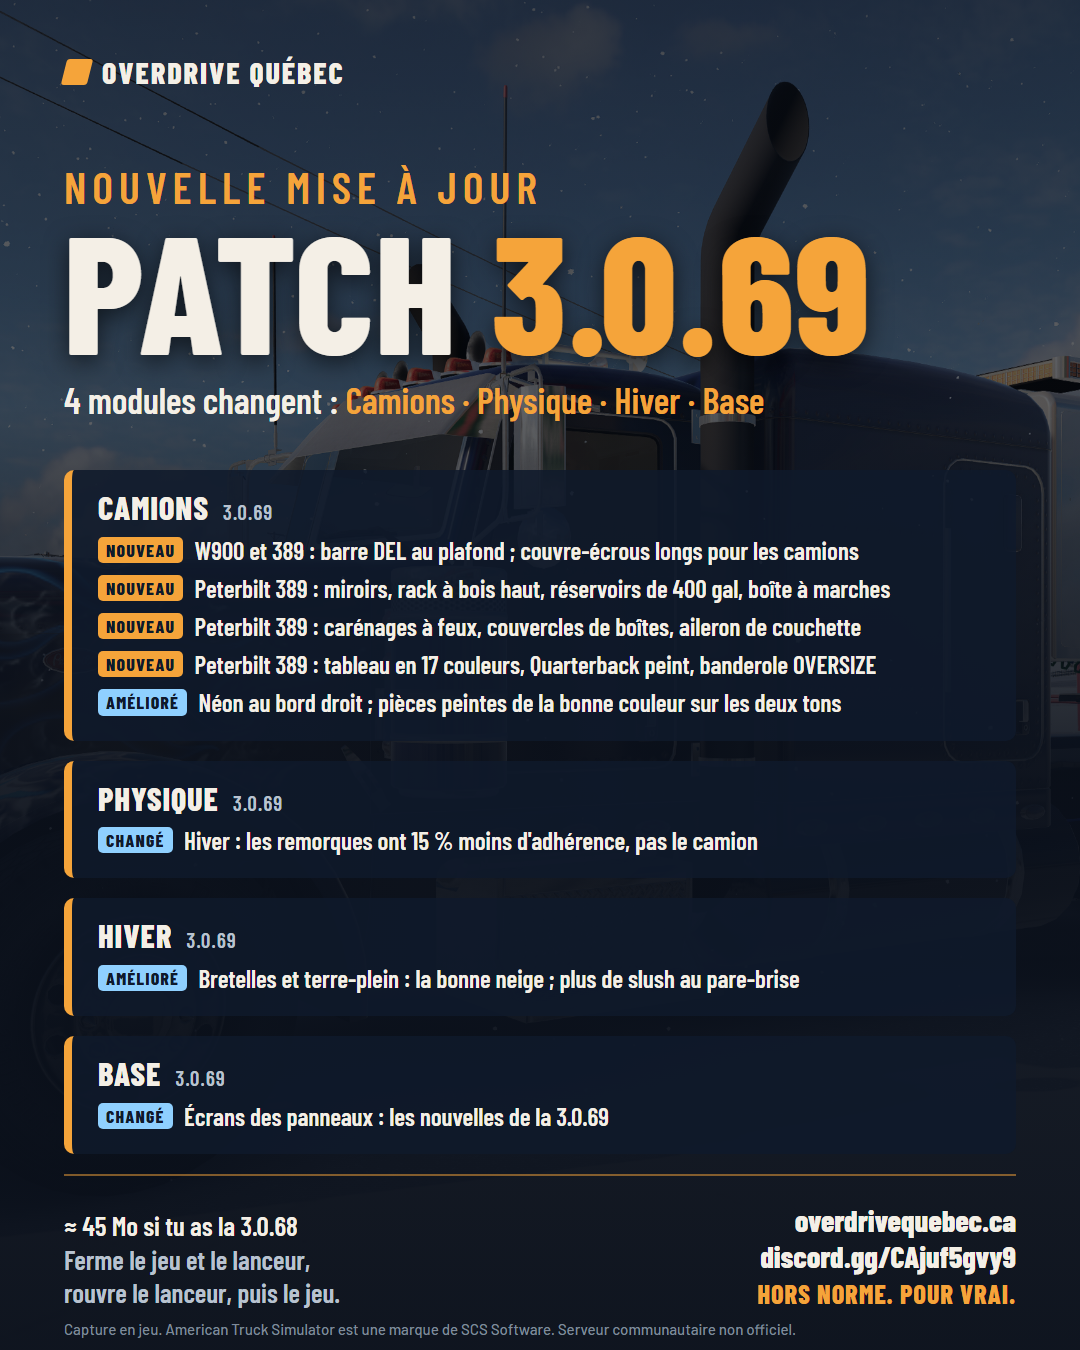 OVERDRIVE QUÉBEC
NOUVELLE MISE À JOUR
PATCH 3.0.69
4 modules changent : Camions · Physique · Hiver · Base
CAMIONS 3.0.69
NOUVEAU W900 et 389 : barre DEL au plafond ; couvre-écrous longs pour les camions
NOUVEAU Peterbilt 389 : miroirs, rack à bois haut, réservoirs de 400 gal, boîte à marches
NOUVEAU Peterbilt 389 : carénages à feux, couvercles de boîtes, aileron de couchette
NOUVEAU Peterbilt 389 : tableau en 17 couleurs, Quarterback peint, banderole OVERSIZE
AMÉLIORÉ Néon au bord droit ; pièces peintes de la bonne couleur sur les deux tons
PHYSIQUE 3.0.69
CHANGÉ Hiver : les remorques ont 15 % moins d'adhérence, pas le camion
HIVER 3.0.69
AMÉLIORÉ Bretelles et terre-plein : la bonne neige ; plus de slush au pare-brise
BASE 3.0.69
CHANGÉ Écrans des panneaux : les nouvelles de la 3.0.69
≈ 45 Mo si tu as la 3.0.68
Ferme le jeu et le lanceur,
rouvre le lanceur, puis le jeu.
overdrivequebec.ca
discord.gg/CAjuf5gvy9
HORS NORME. POUR VRAI.
Capture en jeu. American Truck Simulator est une marque de SCS Software. Serveur communautaire non officiel.